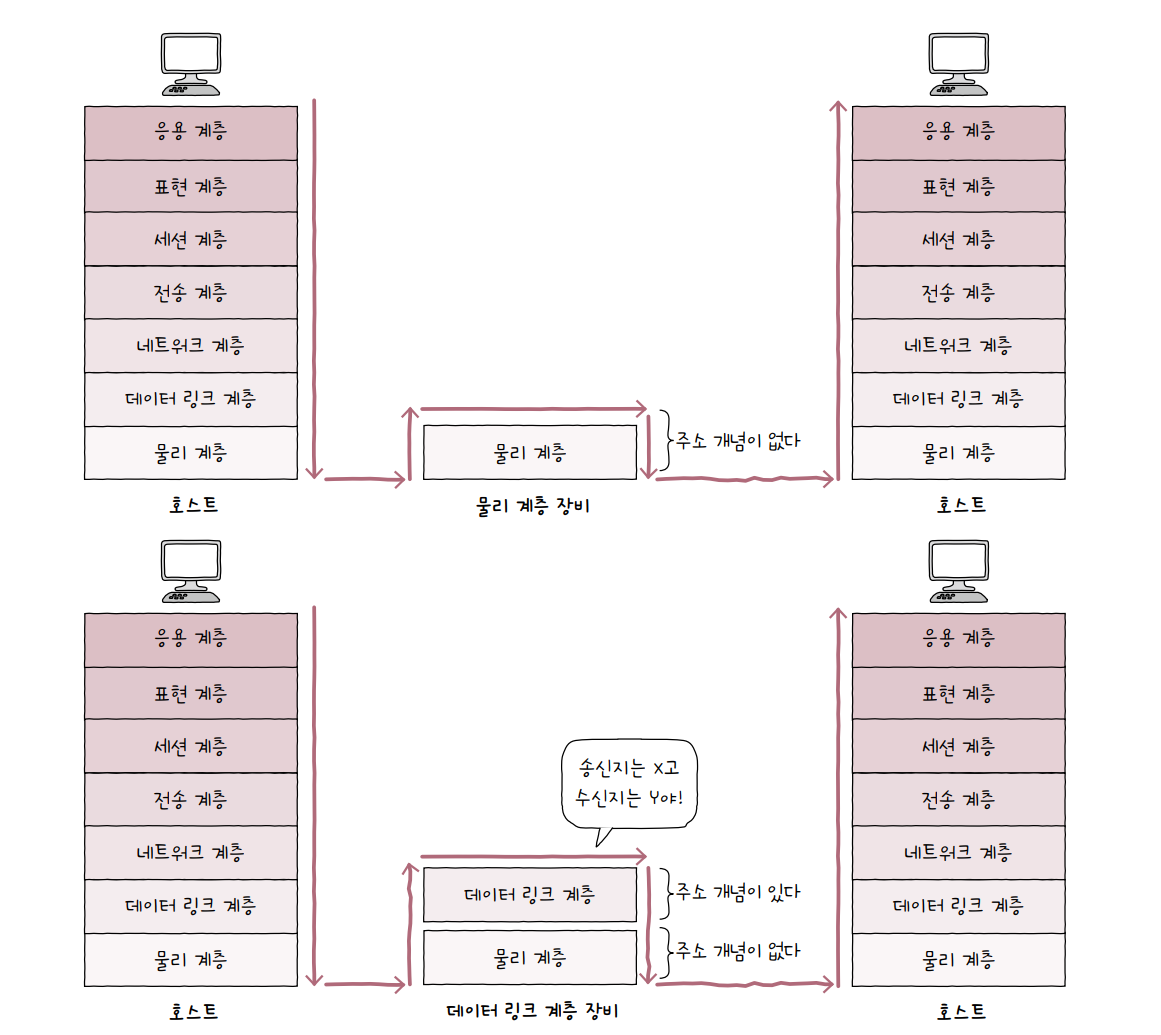 응용 계층
표현 계층
세션 계층
전송 계층
네트워크 계층
데이터 링크 계층
물리 계층
호스트
물리 계층
물리 계층 장비
주소 개념이 없다
응용 계층
표현 계층
세션 계층
전송 계층
네트워크 계층
데이터 링크 계층
물리 계층
호스트
응용 계층
표현 계층
세션 계층
전송 계층
네트워크 계층
데이터 링크 계층
물리 계층
호스트
송신지는 X고
수신지는 Y야!
데이터 링크 계층
주소 개념이 있다
물리 계층
주소 개념이 없다
데이터 링크 계층 장비
응용 계층
표현 계층
세션 계층
전송 계층
네트워크 계층
데이터 링크 계층
물리 계층
호스트